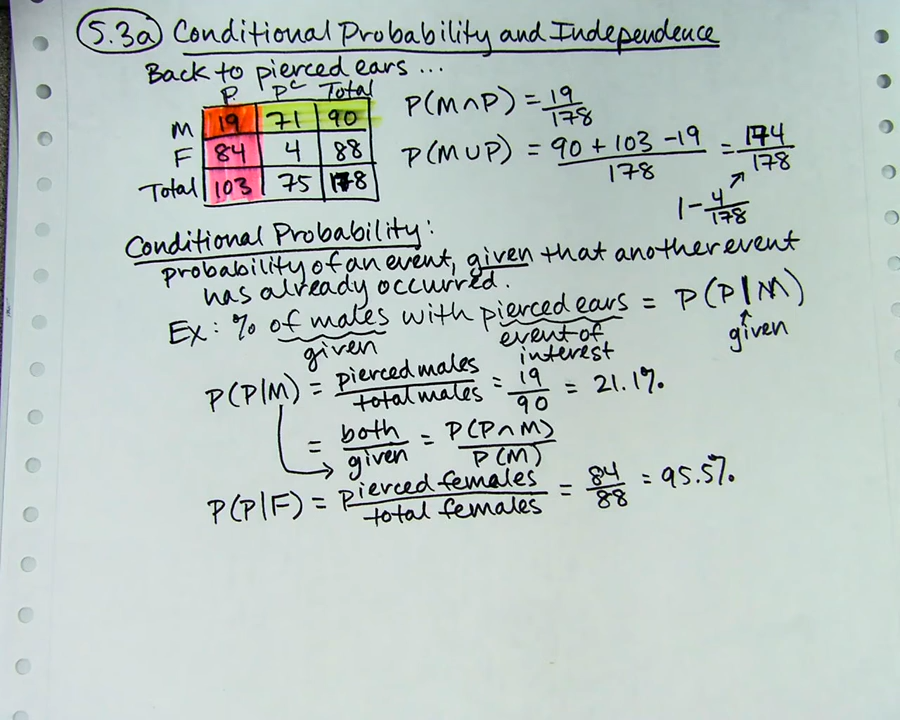 5.3a Conditional Probability and Independence
Back to pierced ears ...
P Pᶜ Total
M 19 71 90
F 84 4 88
Total 103 75 178
P(M∩P) = 19/178
P(M∪P) = 90 + 103 - 19/178 = 174/178
1 - 4/178
Conditional Probability:
probability of an event, given that another event
has already occurred.
Ex: % of males with pierced ears = P(P|M)
given event of interest given
P(P|M) = pierced males/total males = 19/90 = 21.1%
= both/given = P(P∩M)/P(M)
P(P|F) = pierced females/total females = 84/88 = 95.5%